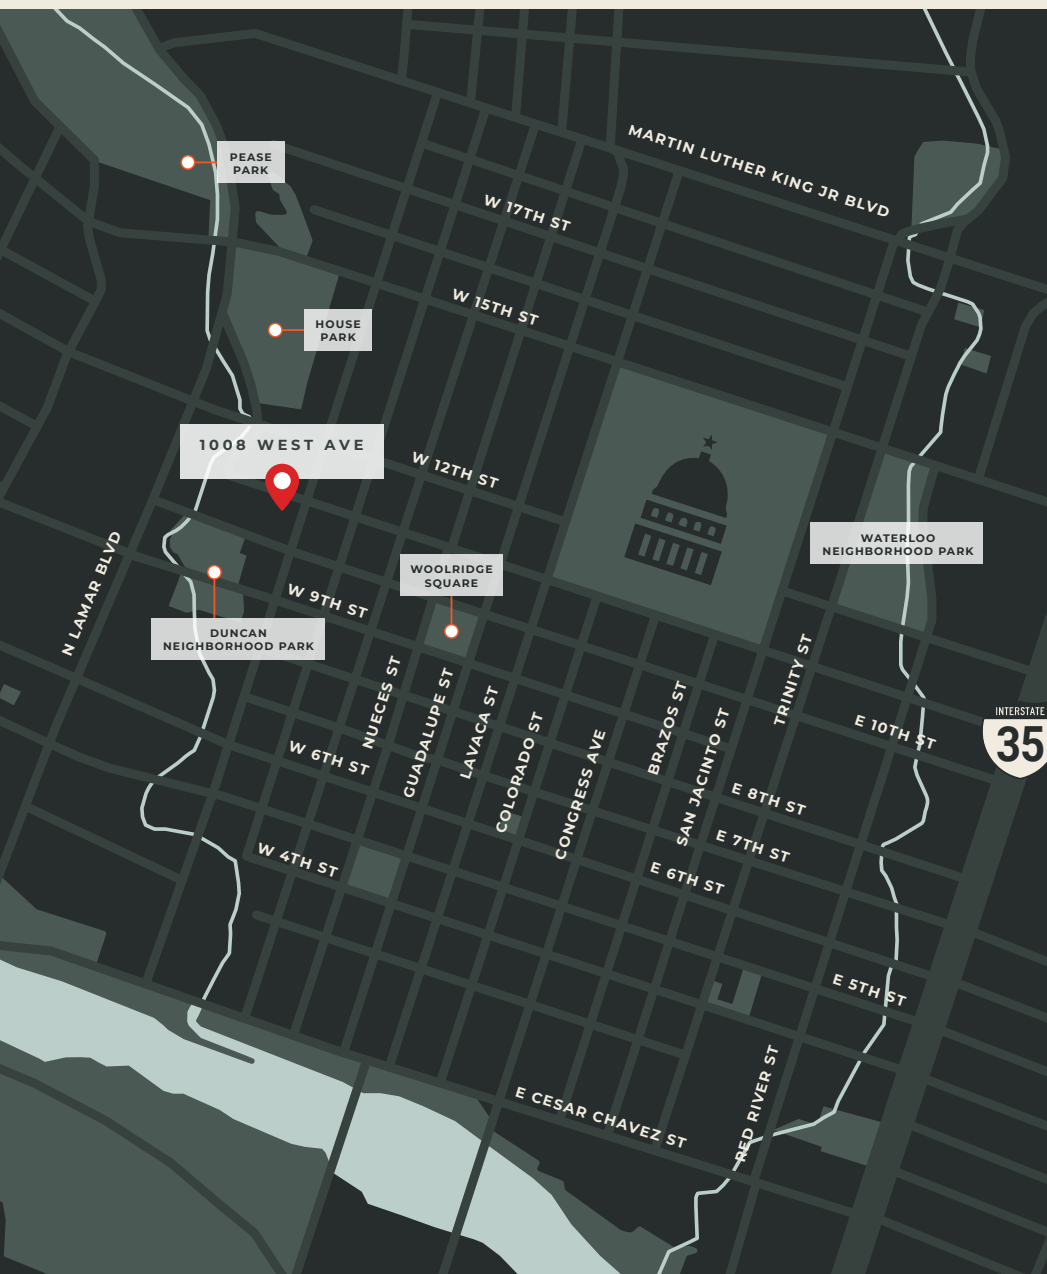 MARTIN LUTHER KING JR BLVD
PEASE
PARK
W 17TH ST
W 15TH ST
HOUSE
PARK
1008 WEST AVE
W 12TH ST
WATERLOO
NEIGHBORHOOD PARK
N LAMAR BLVD
WOOLRIDGE
SQUARE
W 9TH ST
DUNCAN
NEIGHBORHOOD PARK
NUECES ST
GUADALUPE ST
LAVACA ST
COLORADO ST
CONGRESS AVE
BRAZOS ST
SAN JACINTO ST
TRINITY ST
E 10TH ST
INTERSTATE
35
W 6TH ST
E 8TH ST
E 7TH ST
W 4TH ST
E 6TH ST
E 5TH ST
RED RIVER ST
E CESAR CHAVEZ ST